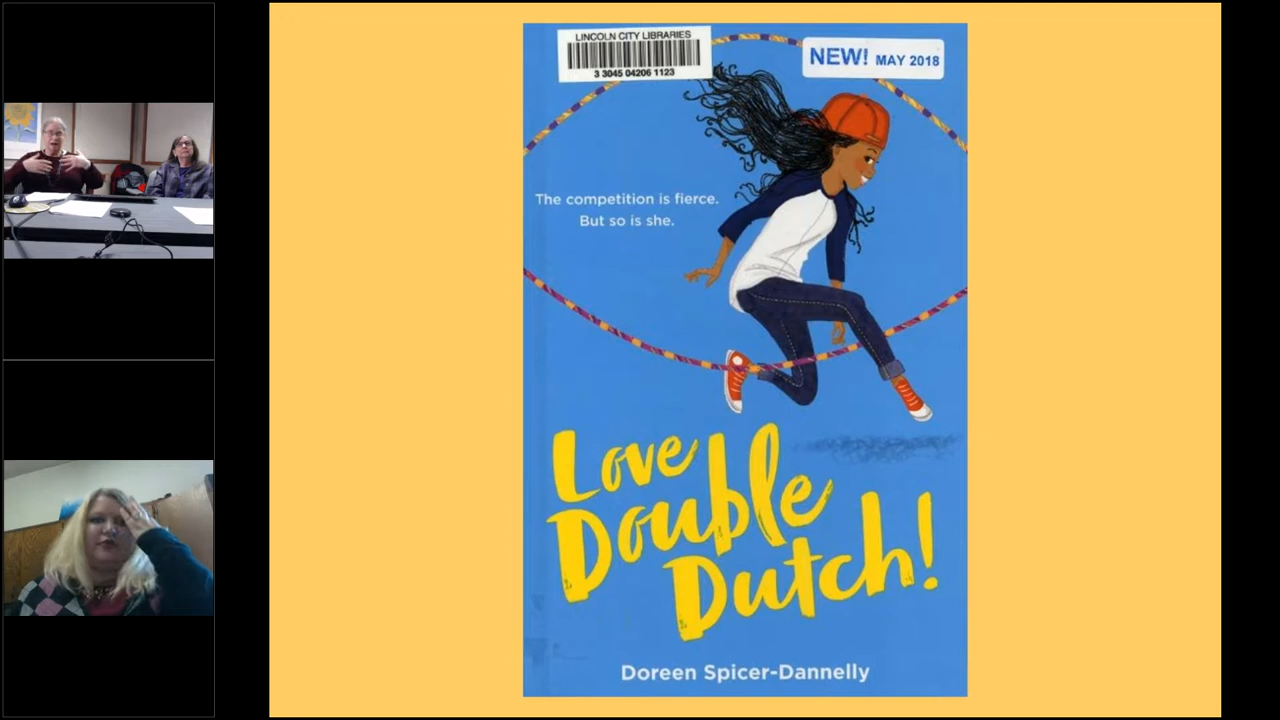 LINCOLN CITY LIBRARIES
3 3045 04206 1123
NEW! MAY 2018
The competition is fierce.
But so is she.
Love
Double
Dutch!
Doreen Spicer-Dannelly